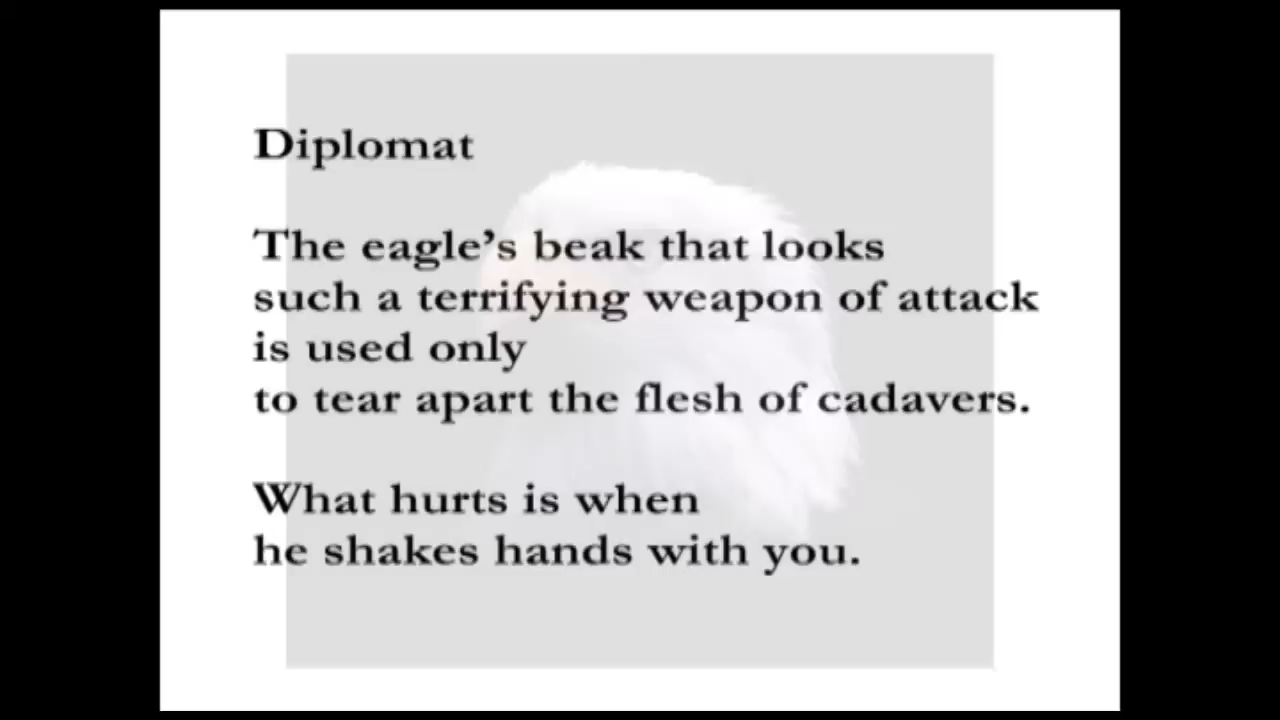 Diplomat
The eagle’s beak that looks
such a terrifying weapon of attack
is used only
to tear apart the flesh of cadavers.
What hurts is when
he shakes hands with you.